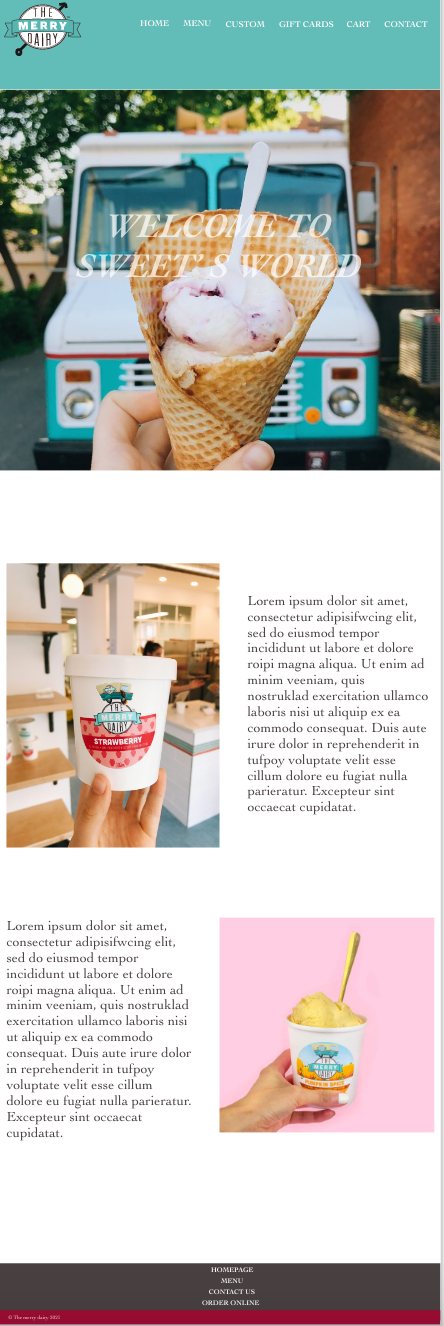 THE
MERRY
DAIRY
HOME MENU CUSTOM GIFT CARDS CART CONTACT
WELCOME TO
SWEET' S WORLD
THE
MERRY
DAIRY
STRAWBERRY
Lorem ipsum dolor sit amet,
consectetur adipisifwcing elit,
sed do eiusmod tempor
incididunt ut labore et dolore
roipi magna aliqua. Ut enim ad
minim veeniam, quis
nostruklad exercitation ullamco
laboris nisi ut aliquip ex ea
commodo consequat. Duis aute
irure dolor in reprehenderit in
tufpoy voluptate velit esse
cillum dolore eu fugiat nulla
parieratur. Excepteur sint
occaecat cupidatat.
Lorem ipsum dolor sit amet,
consectetur adipisifwcing elit,
sed do eiusmod tempor
incididunt ut labore et dolore
roipi magna aliqua. Ut enim ad
minim veeniam, quis nostruklad
exercitation ullamco laboris nisi
ut aliquip ex ea commodo
consequat. Duis aute irure dolor
in reprehenderit in tufpoy
voluptate velit esse cillum
dolore eu fugiat nulla parieratur.
Excepteur sint occaecat
cupidatat.
THE
MERRY
DAIRY
PUMPKIN SPICE
HOMEPAGE
MENU
CONTACT US
ORDER ONLINE
© The merry dairy 2023